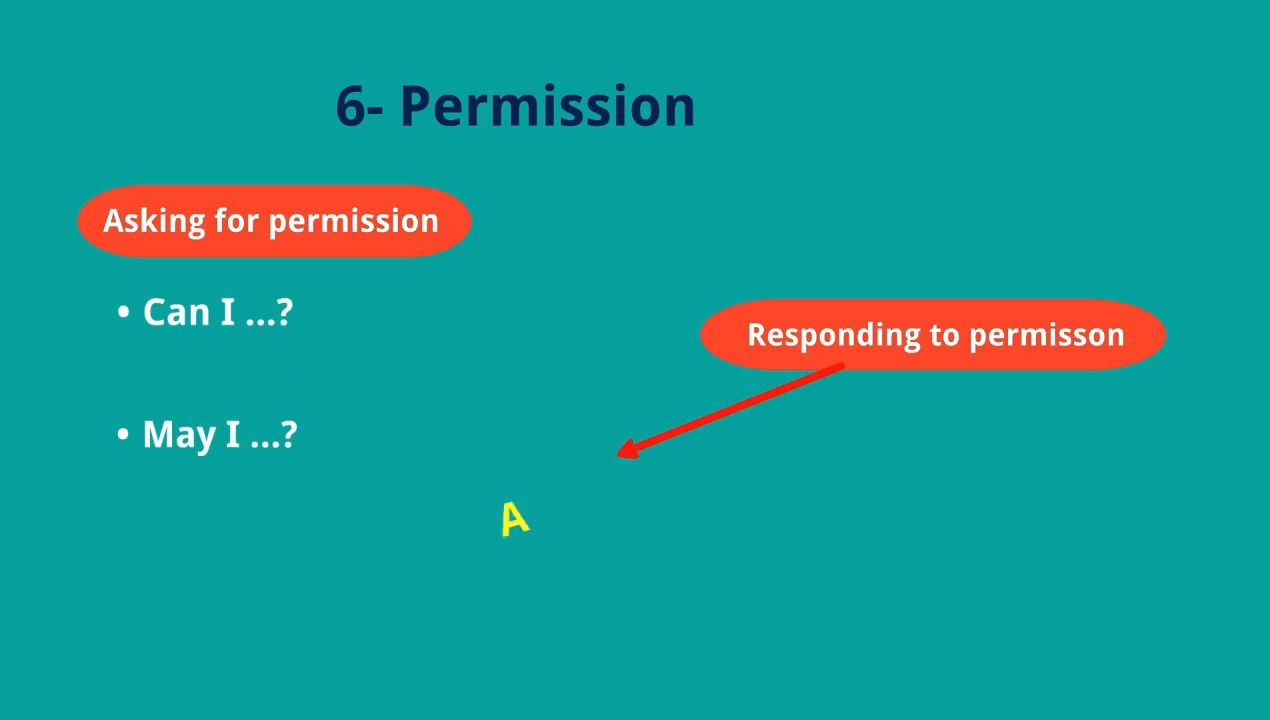 6- Permission
Asking for permission
• Can I ...?
Responding to permisson
• May I ...?
A